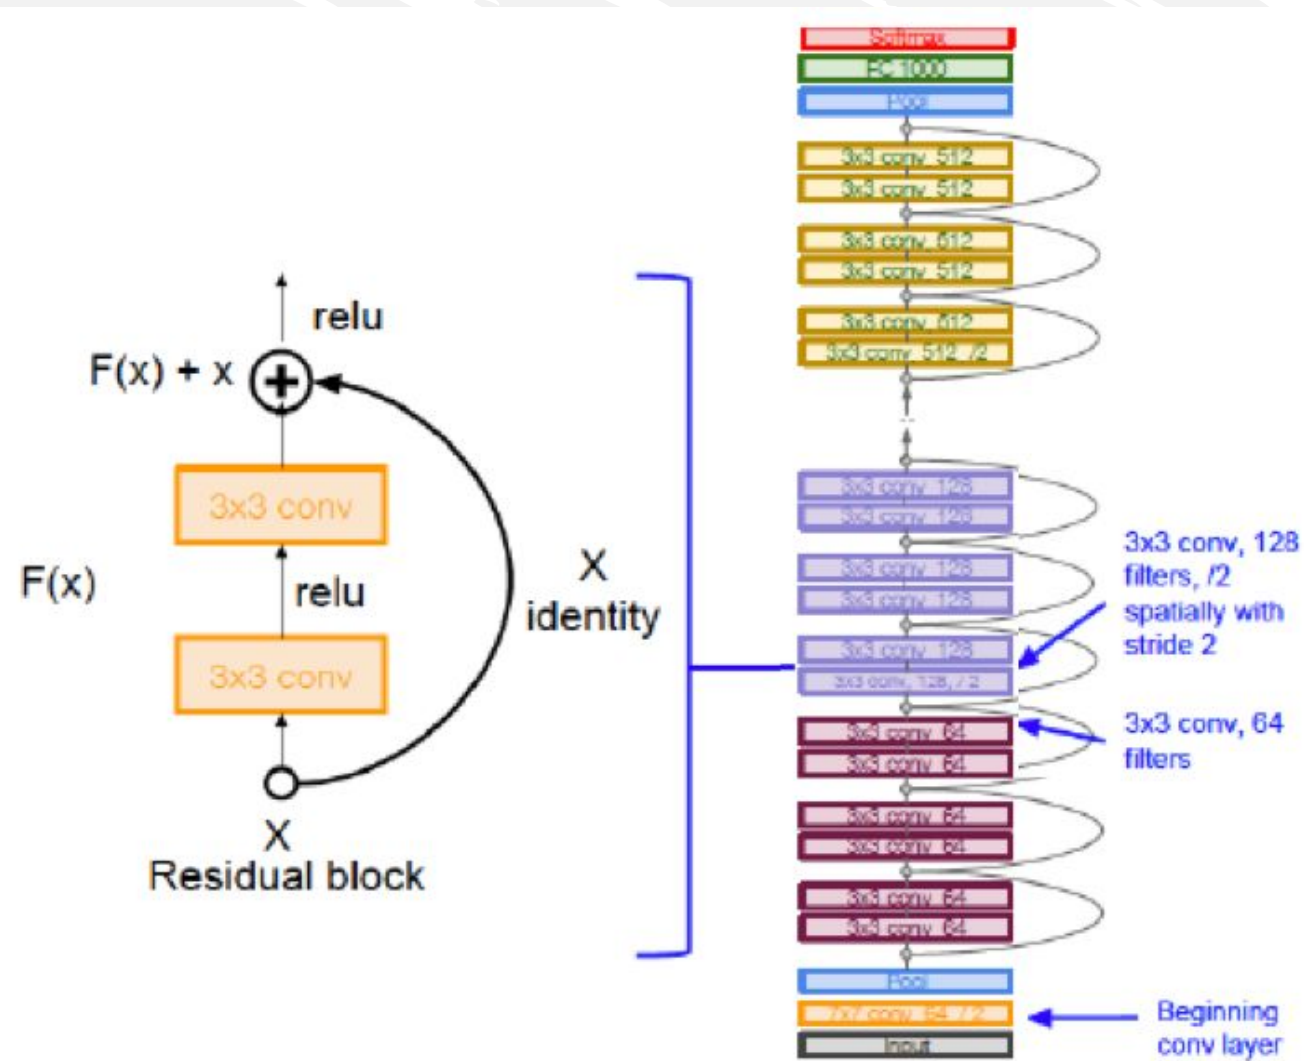 relu
F(x) + x
3x3 conv
F(x)
relu
X
identity
3x3 conv
X
Residual block
Softmax
FC 1000
Pool
3x3 conv, 512
3x3 conv, 512
3x3 conv, 512
3x3 conv, 512
3x3 conv, 512
3x3 conv, 512, /2
..
3x3 conv, 128
3x3 conv, 128
3x3 conv, 128
3x3 conv, 128
3x3 conv, 128
3x3 conv, 128, / 2
3x3 conv, 64
3x3 conv, 64
3x3 conv, 64
3x3 conv, 64
3x3 conv, 64
3x3 conv, 64
Pool
7x7 conv, 64, / 2
Input
3x3 conv, 128
filters, /2
spatially with
stride 2
3x3 conv, 64
filters
Beginning
conv layer